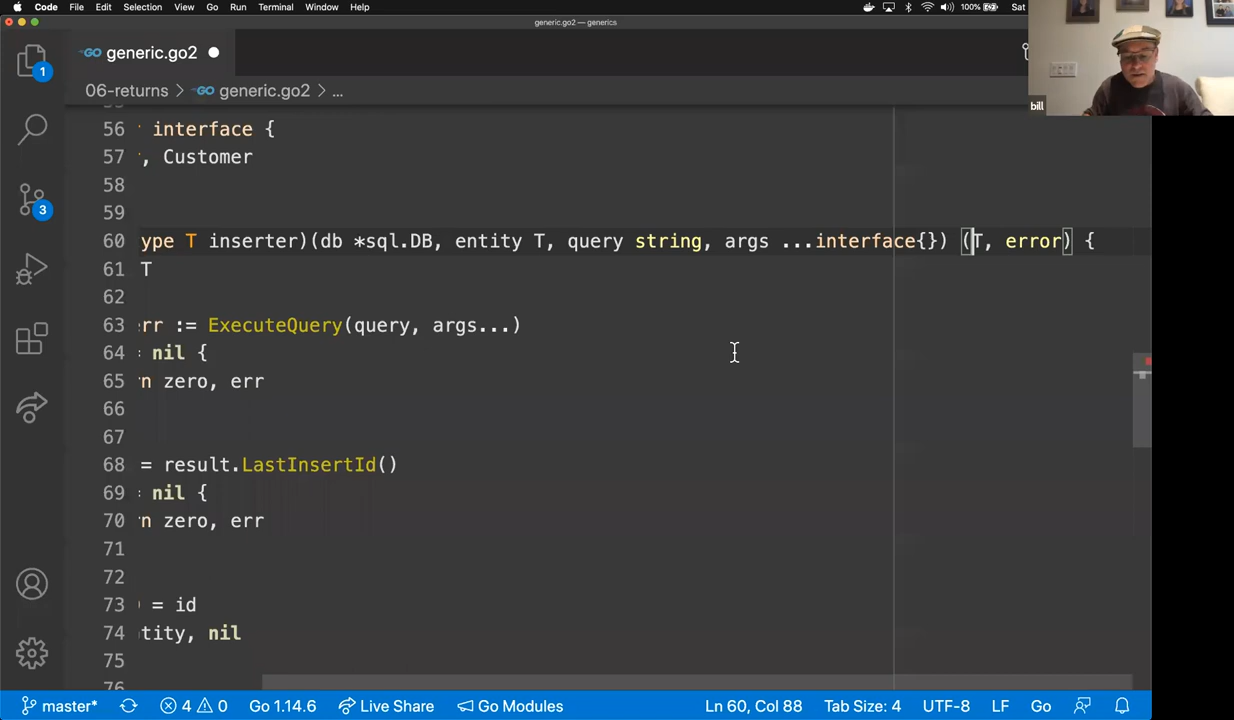 Code File Edit Selection View Go Run Terminal Window Help 100% Sat
generic.go2 — generics
GO generic.go2
06-returns > GO generic.go2 > ...
bill
1
3
56 interface {
57 , Customer
58
59
60 ype T inserter)(db *sql.DB, entity T, query string, args ...interface{}) (T, error) {
61 T
62
63 rr := ExecuteQuery(query, args...)
64 nil {
65 n zero, err
66
67
68 = result.LastInsertId()
69 nil {
70 n zero, err
71
72
73 = id
74 tity, nil
75
76
master* 4 0 Go 1.14.6 Live Share Go Modules Ln 60, Col 88 Tab Size: 4 UTF-8 LF Go